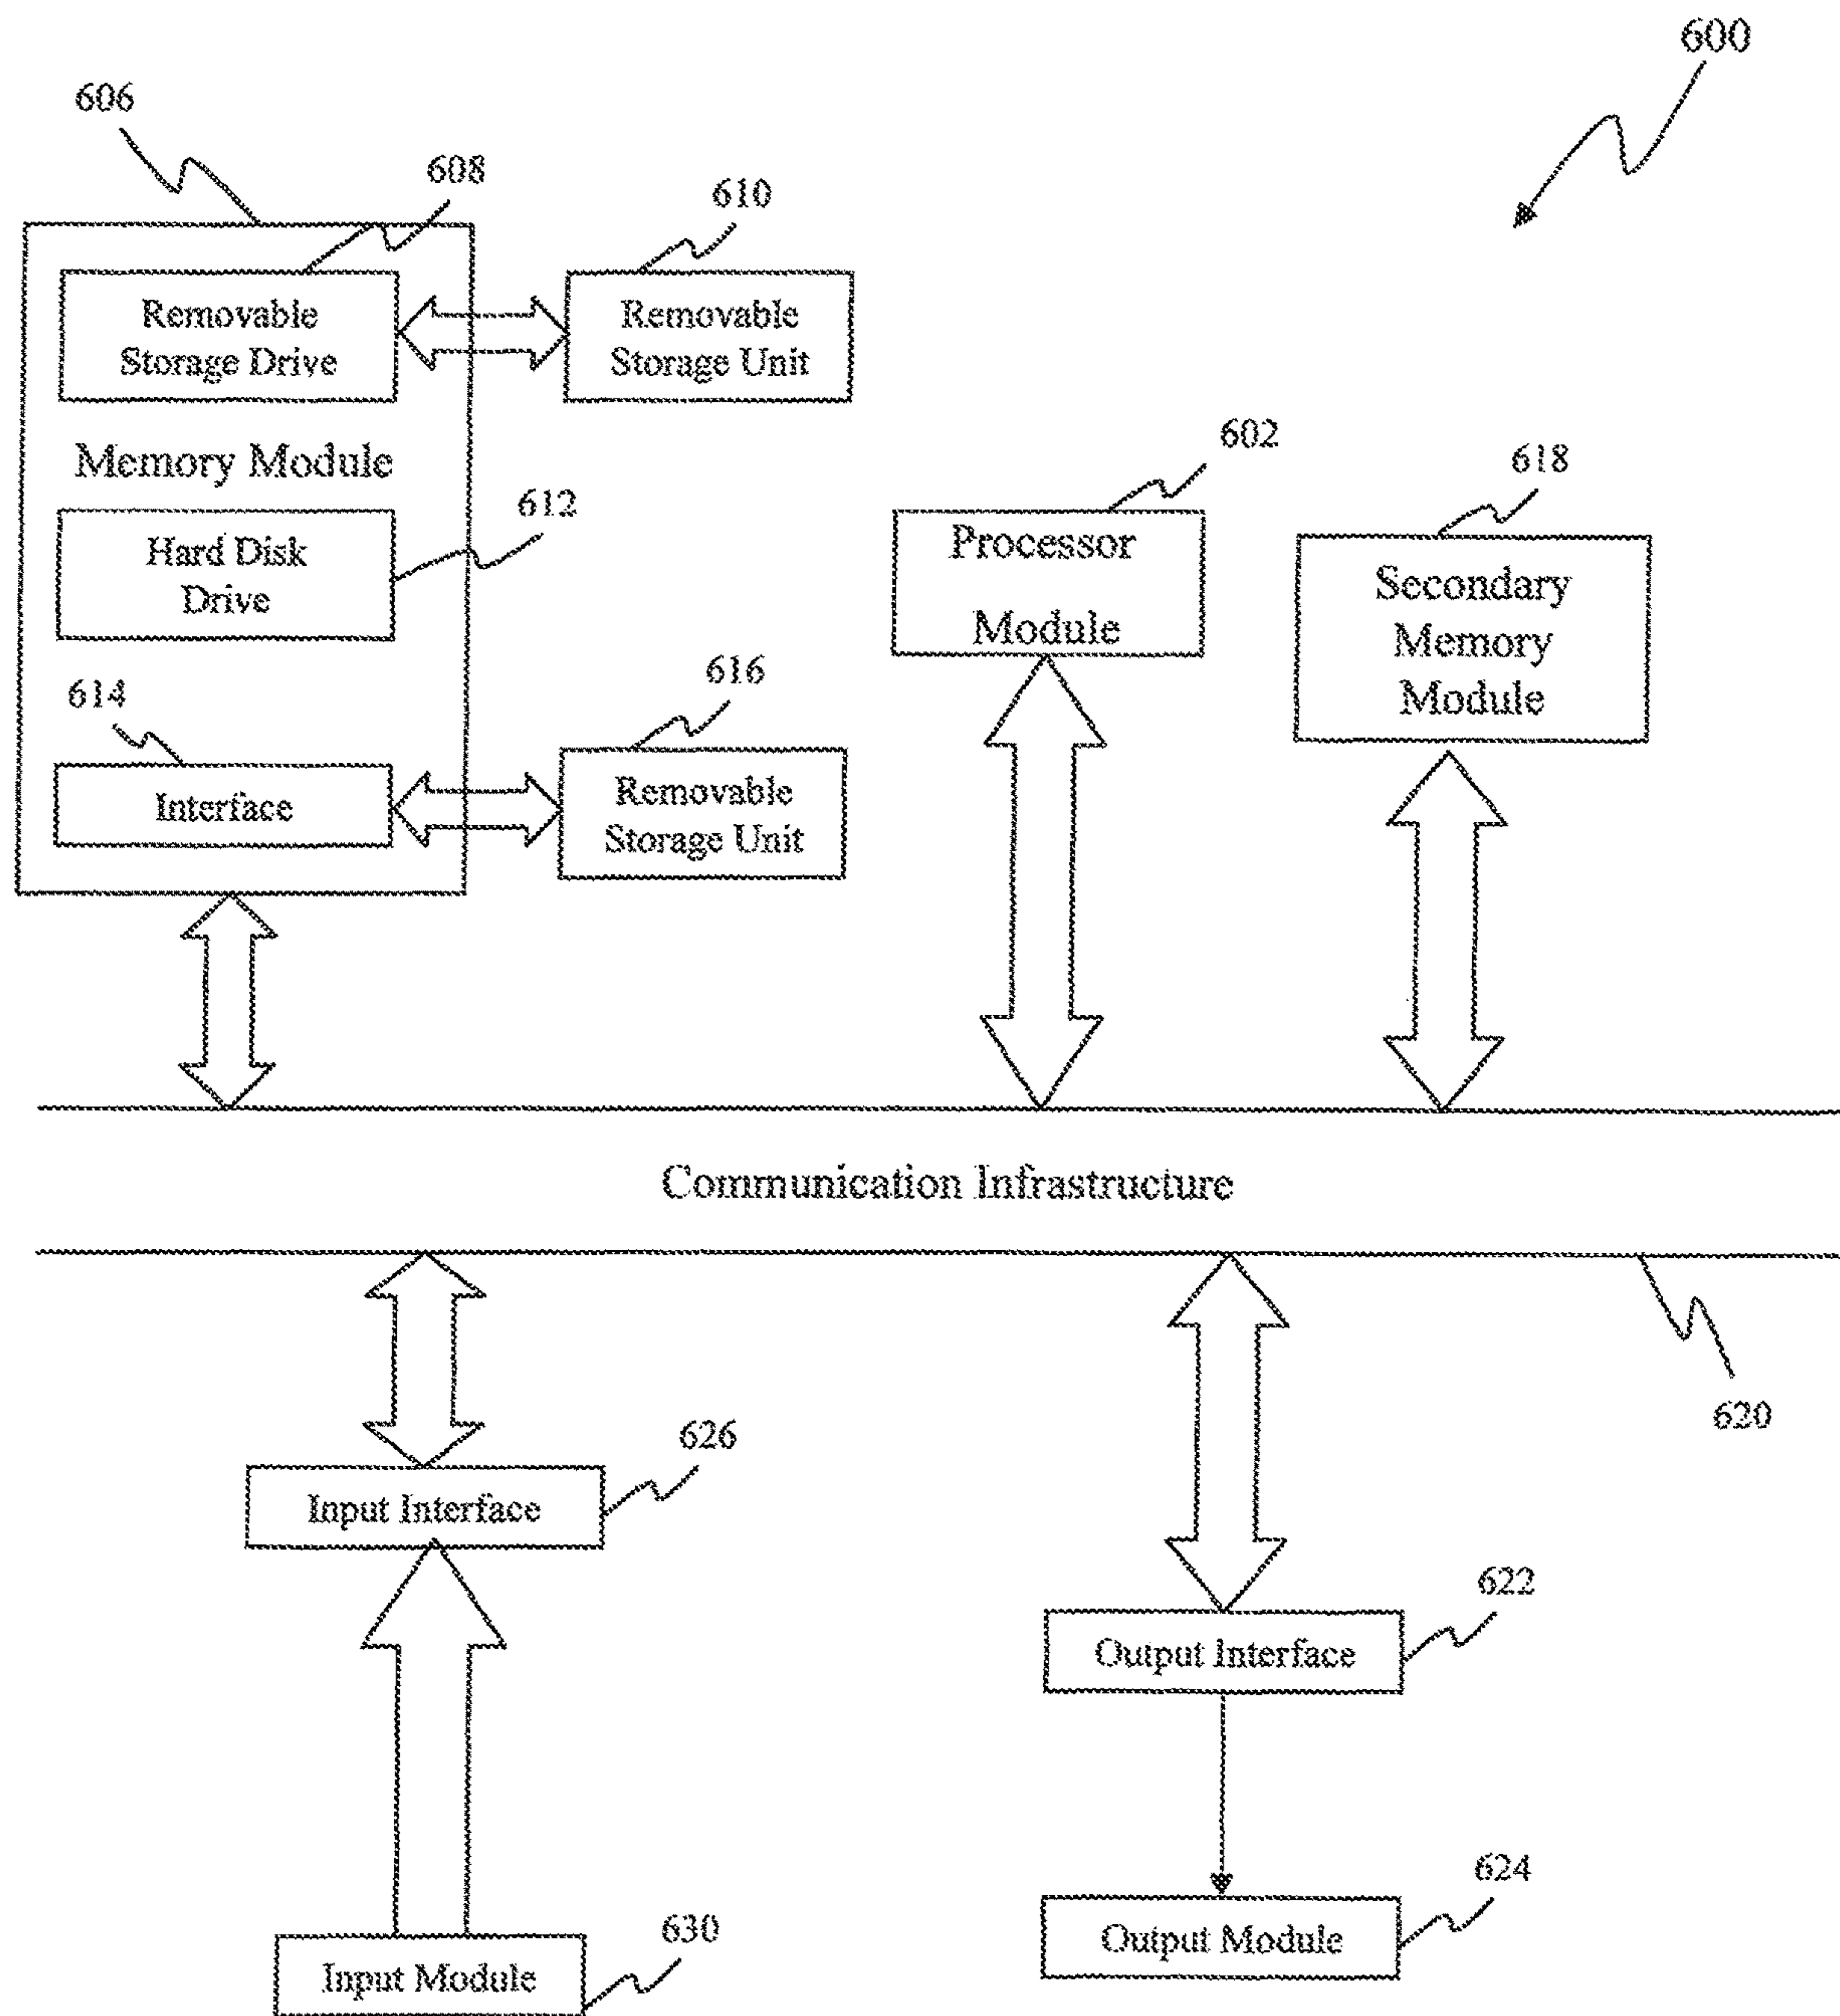 600
606
608
610
Removable
Storage Drive
Removable
Storage Unit
Memory Module
602
618
612
Hard Disk
Drive
Processor
Module
Secondary
Memory
Module
614
616
Interface
Removable
Storage Unit
Communication Infrastructure
620
626
Input Interface
622
Output Interface
624
Output Module
630
Input Module